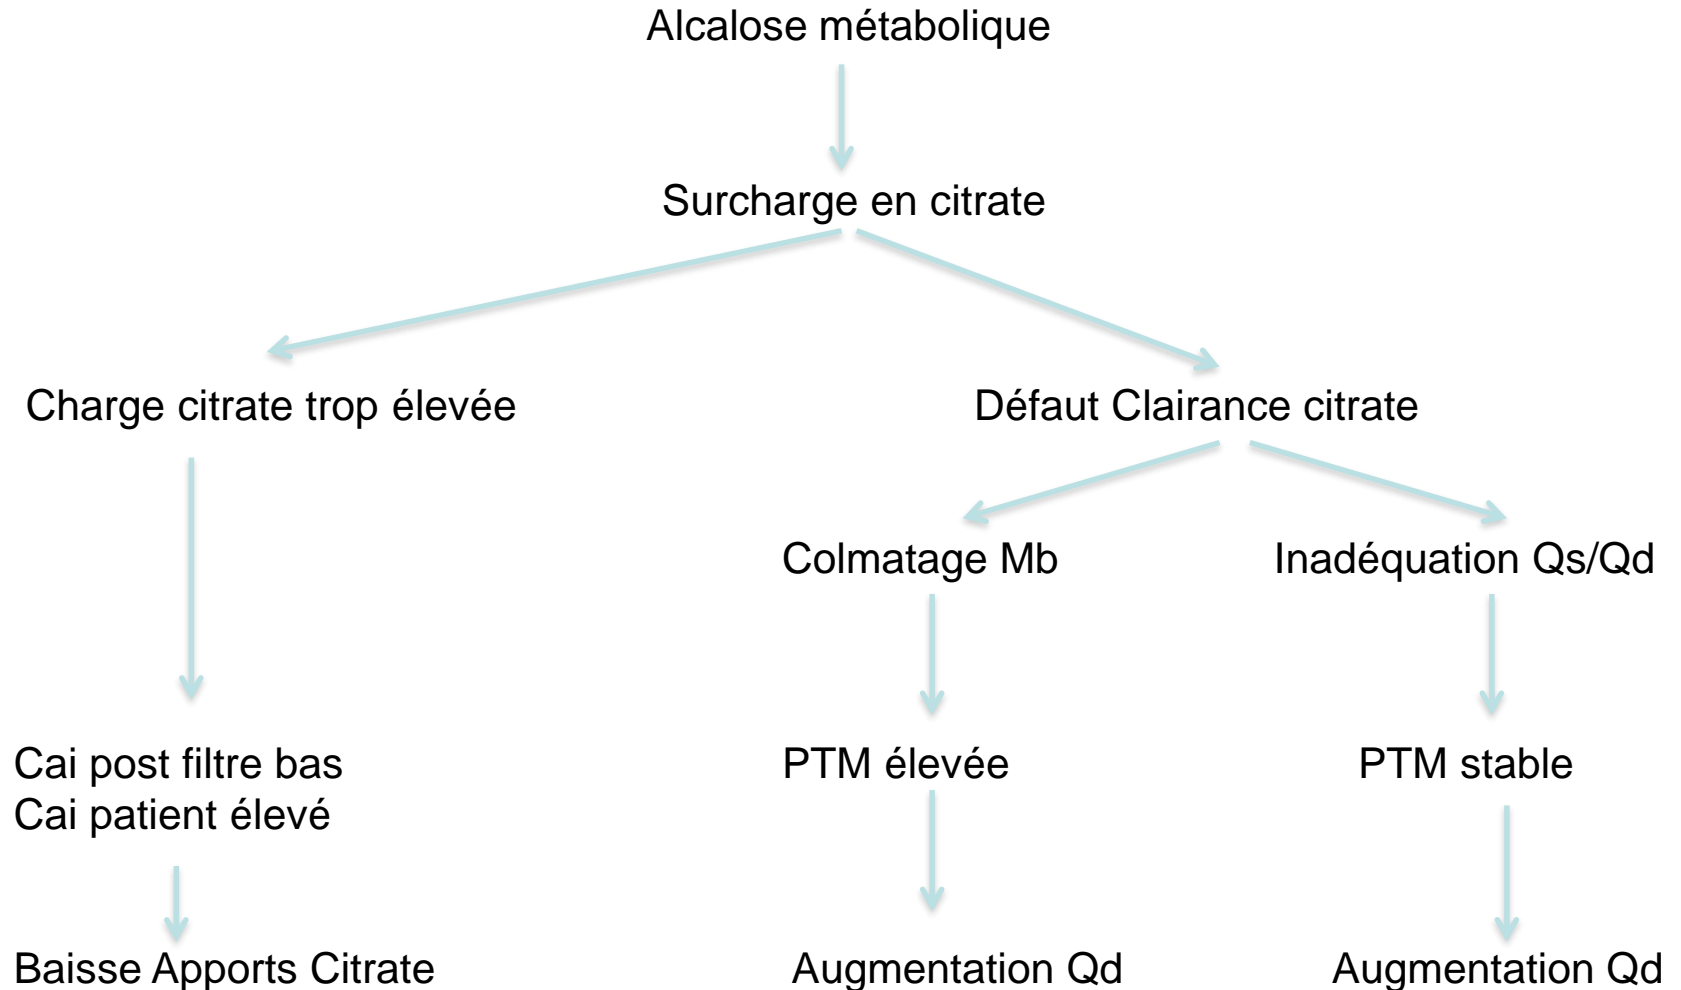 Alcalose métabolique
Surcharge en citrate
Charge citrate trop élevée
Défaut Clairance citrate
Colmatage Mb
Inadéquation Qs/Qd
Cai post filtre bas
Cai patient élevé
PTM élevée
PTM stable
Baisse Apports Citrate
Augmentation Qd
Augmentation Qd